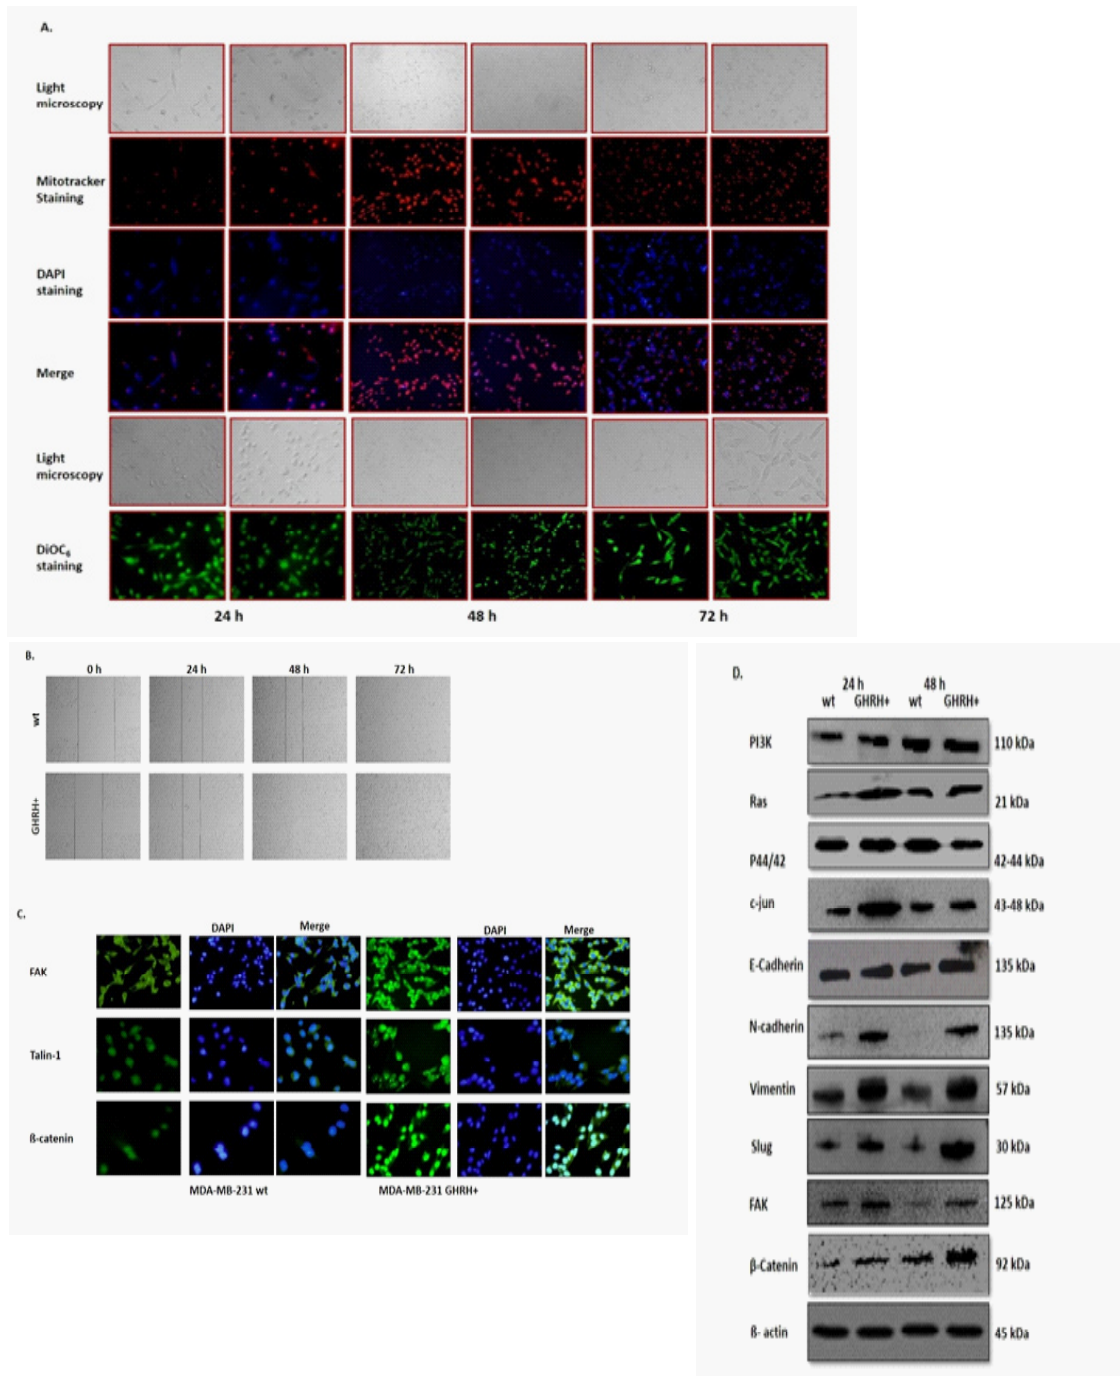 A.
Light
microscopy
Mitotracker
Staining
DAPI
staining
Merge
Light
microscopy
DiOC₆
staining
24 h 48 h 72 h
B.
0 h 24 h 48 h 72 h
wt
GHRH+
C.
DAPI Merge DAPI Merge
FAK
Talin-1
ß-catenin
MDA-MB-231 wt MDA-MB-231 GHRH+
D.
24 h 48 h
wt GHRH+ wt GHRH+
PI3K 110 kDa
Ras 21 kDa
P44/42 42-44 kDa
c-jun 43-48 kDa
E-Cadherin 135 kDa
N-cadherin 135 kDa
Vimentin 57 kDa
Slug 30 kDa
FAK 125 kDa
β-Catenin 92 kDa
ß- actin 45 kDa